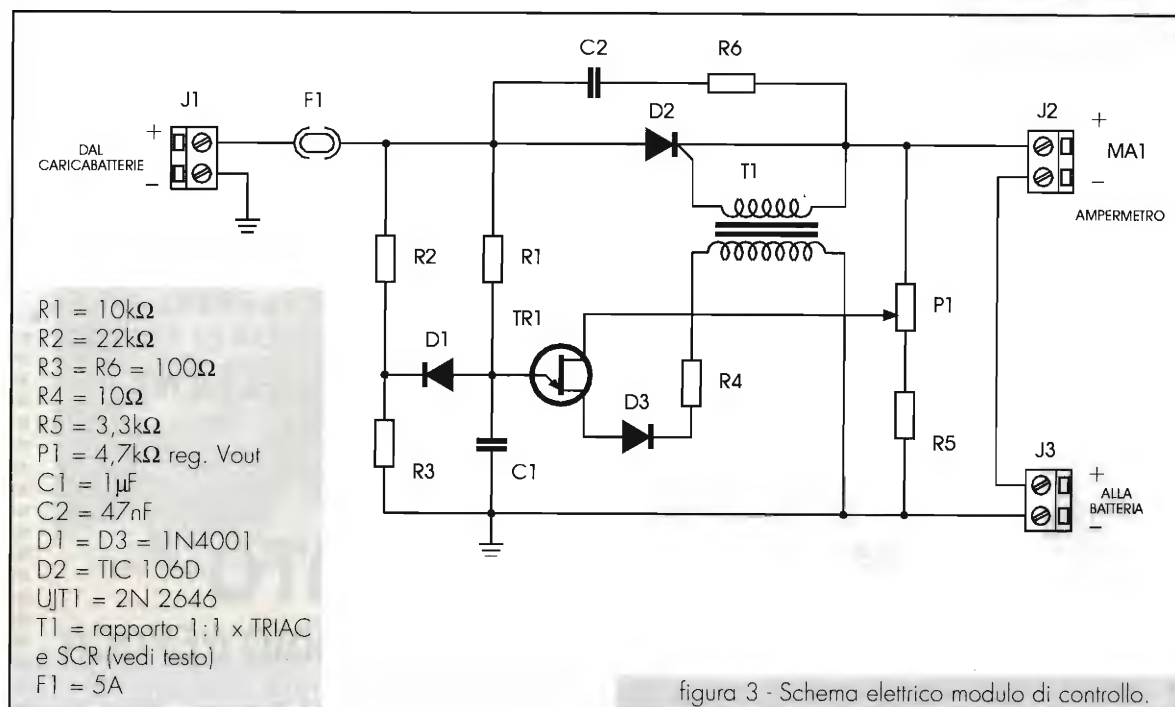 C2
R6
J1
F1
D2
J2
+
+
DAL
CARICABATTERIE
MA1
T1
−
−
AMPERMETRO
R2
R1
R1 = 10kΩ
R2 = 22kΩ
R3 = R6 = 100Ω
R4 = 10Ω
R5 = 3,3kΩ
P1 = 4,7kΩ reg. Vout
C1 = 1µF
C2 = 47nF
D1 = D3 = 1N4001
D2 = TIC 106D
UJT1 = 2N 2646
T1 = rapporto 1:1 x TRIAC
e SCR (vedi testo)
F1 = 5A
TR1
P1
D1
R4
D3
R5
J3
R3
C1
+
ALLA
BATTERIA
−
figura 3 - Schema elettrico modulo di controllo.